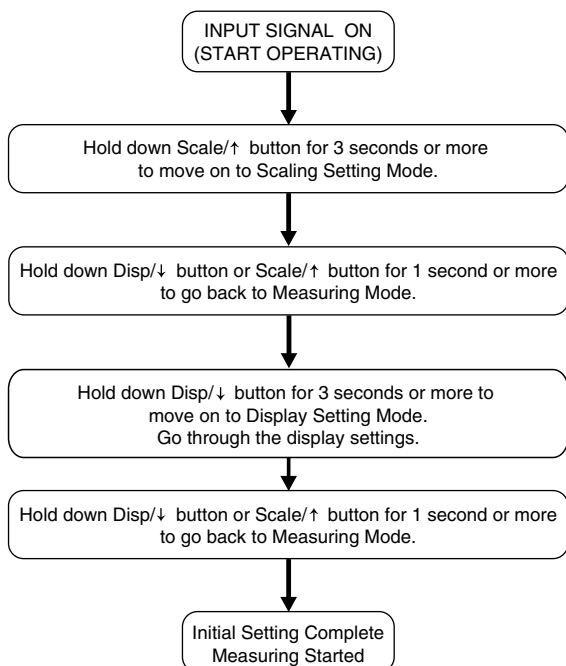 INPUT SIGNAL ON
(START OPERATING)
Hold down Scale/↑ button for 3 seconds or more
to move on to Scaling Setting Mode.
Hold down Disp/↓ button or Scale/↑ button for 1 second or more
to go back to Measuring Mode.
Hold down Disp/↓ button for 3 seconds or more to
move on to Display Setting Mode.
Go through the display settings.
Hold down Disp/↓ button or Scale/↑ button for 1 second or more
to go back to Measuring Mode.
Initial Setting Complete
Measuring Started